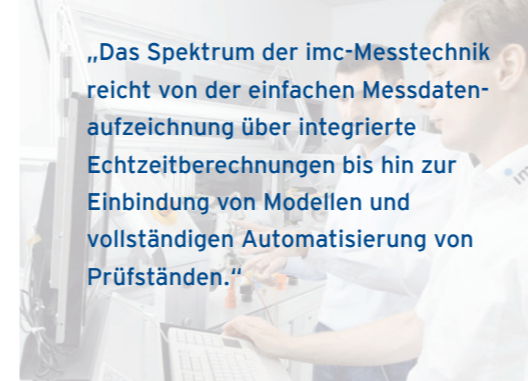 „Das Spektrum der imc-Messtechnik
reicht von der einfachen Messdaten-
aufzeichnung über integrierte
Echtzeitberechnungen bis hin zur
Einbindung von Modellen und
vollständigen Automatisierung von
Prüfständen.“